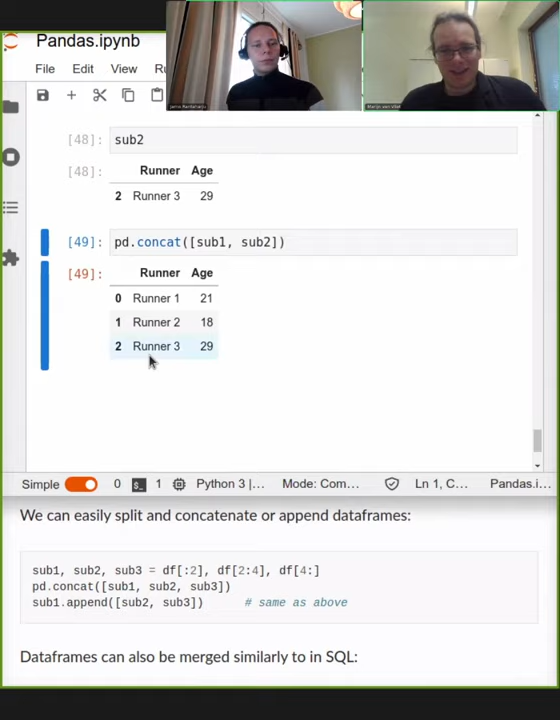 Pandas.ipynb
File Edit View Ru
[48]: sub2
[48]: Runner Age
2 Runner 3 29
[49]: pd.concat([sub1, sub2])
[49]: Runner Age
0 Runner 1 21
1 Runner 2 18
2 Runner 3 29
Simple 0 1 Python 3 |... Mode: Com... Ln 1, C... Pandas.i...
We can easily split and concatenate or append dataframes:
sub1, sub2, sub3 = df[:2], df[2:4], df[4:]
pd.concat([sub1, sub2, sub3])
sub1.append([sub2, sub3]) # same as above
Dataframes can also be merged similarly to in SQL: